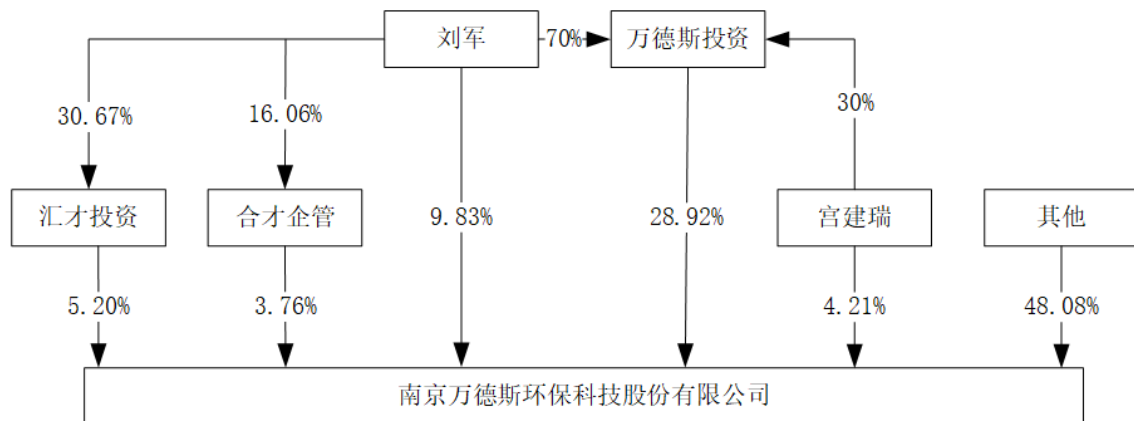 刘军
70%
万德斯投资
30.67%
16.06%
30%
汇才投资
合才企管
9.83%
28.92%
宫建瑞
其他
5.20%
3.76%
4.21%
48.08%
南京万德斯环保科技股份有限公司